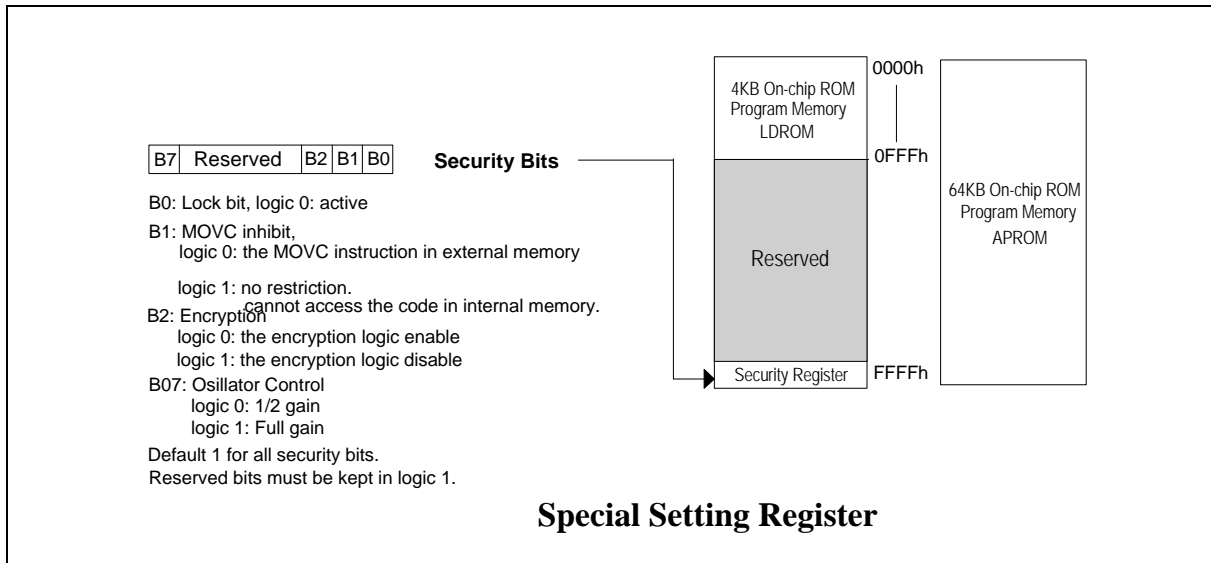 B7 Reserved B2 B1 B0
Security Bits
B0: Lock bit, logic 0: active
B1: MOVC inhibit,
logic 0: the MOVC instruction in external memory
logic 1: no restriction.
cannot access the code in internal memory.
B2: Encryption
logic 0: the encryption logic enable
logic 1: the encryption logic disable
B07: Osillator Control
logic 0: 1/2 gain
logic 1: Full gain
Default 1 for all security bits.
Reserved bits must be kept in logic 1.
4KB On-chip ROM
Program Memory
LDROM
0000h
0FFFh
Reserved
Security Register
FFFFh
64KB On-chip ROM
Program Memory
APROM
Special Setting Register